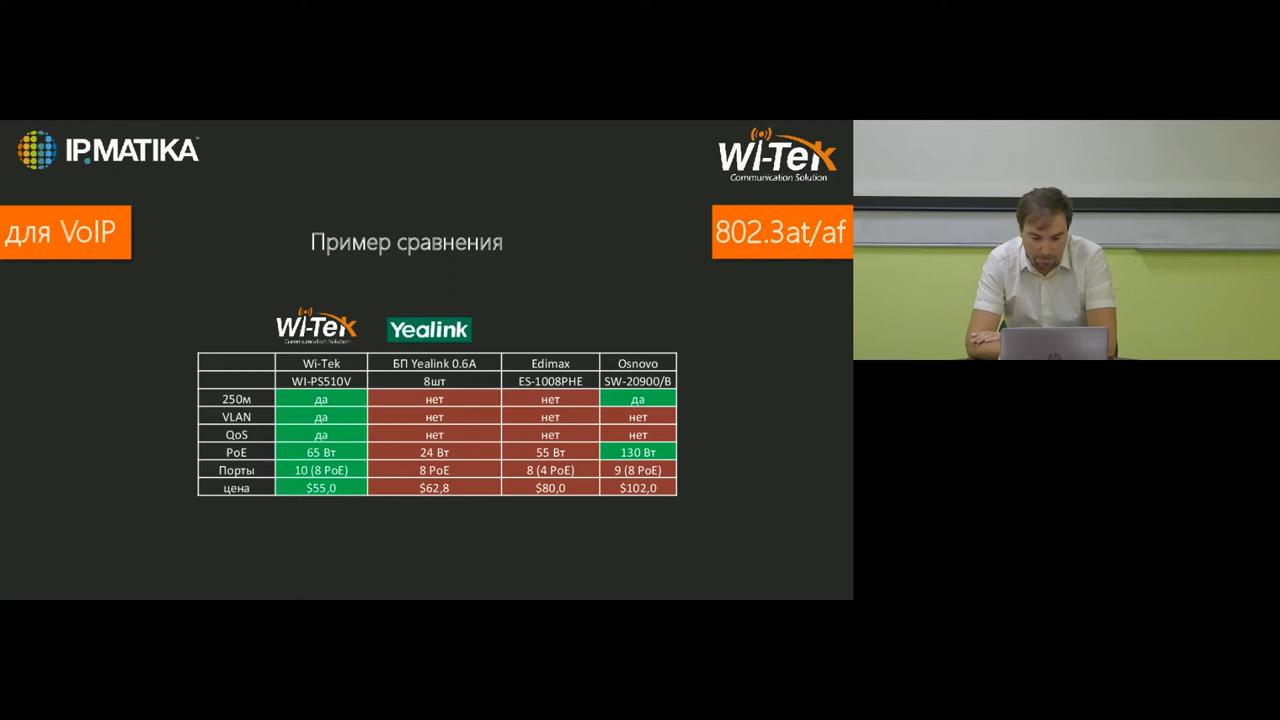 IP.MATIKA
Wi-Tek
Communication Solution
для VoIP
Пример сравнения
802.3at/af
Wi-Tek
Communication Solution
Yealink
Wi-Tek БП Yealink 0.6A Edimax Osnovo
WI-PS510V 8шт ES-1008PHE SW-20900/B
250м да нет нет да
VLAN да нет нет нет
QoS да нет нет нет
PoE 65 Вт 24 Вт 55 Вт 130 Вт
Порты 10 (8 PoE) 8 PoE 8 (4 PoE) 9 (8 PoE)
цена $55,0 $62,8 $80,0 $102,0